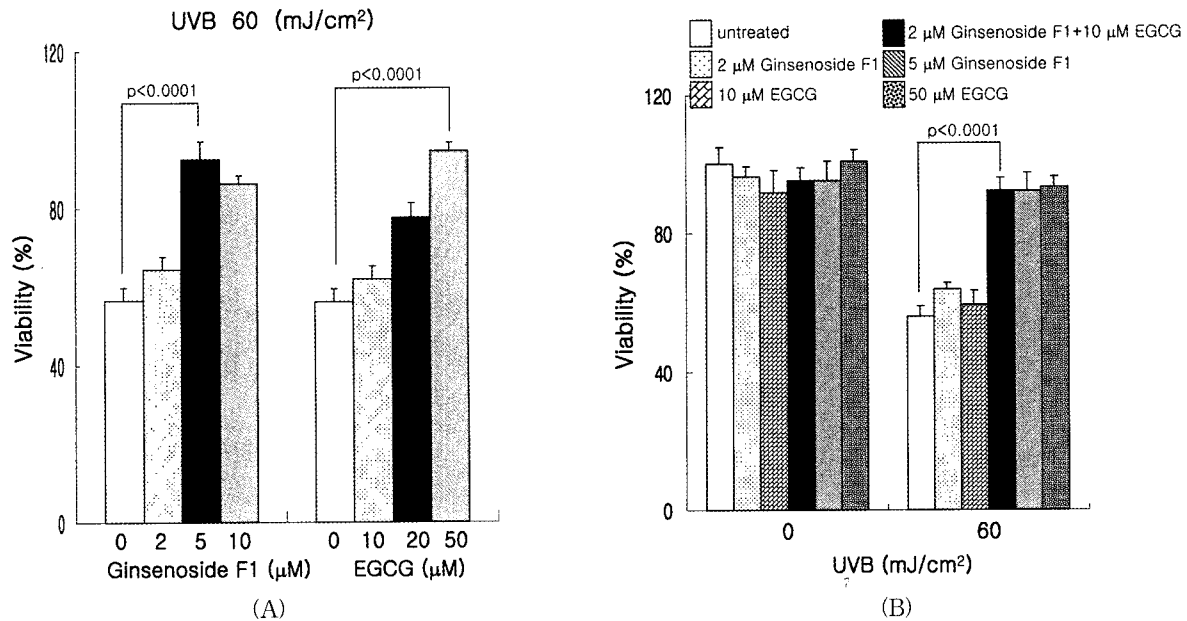 UVB 60 (mJ/cm²)
120
80
40
0
Viability (%)
p<0.0001
p<0.0001
0 2 5 10
Ginsenoside F1 (μM)
0 10 20 50
EGCG (μM)
(A)
untreated
2 μM Ginsenoside F1
10 μM EGCG
2 μM Ginsenoside F1+10 μM EGCG
5 μM Ginsenoside F1
50 μM EGCG
120
80
40
0
Viability (%)
p<0.0001
0 60
UVB (mJ/cm²)
7
(B)